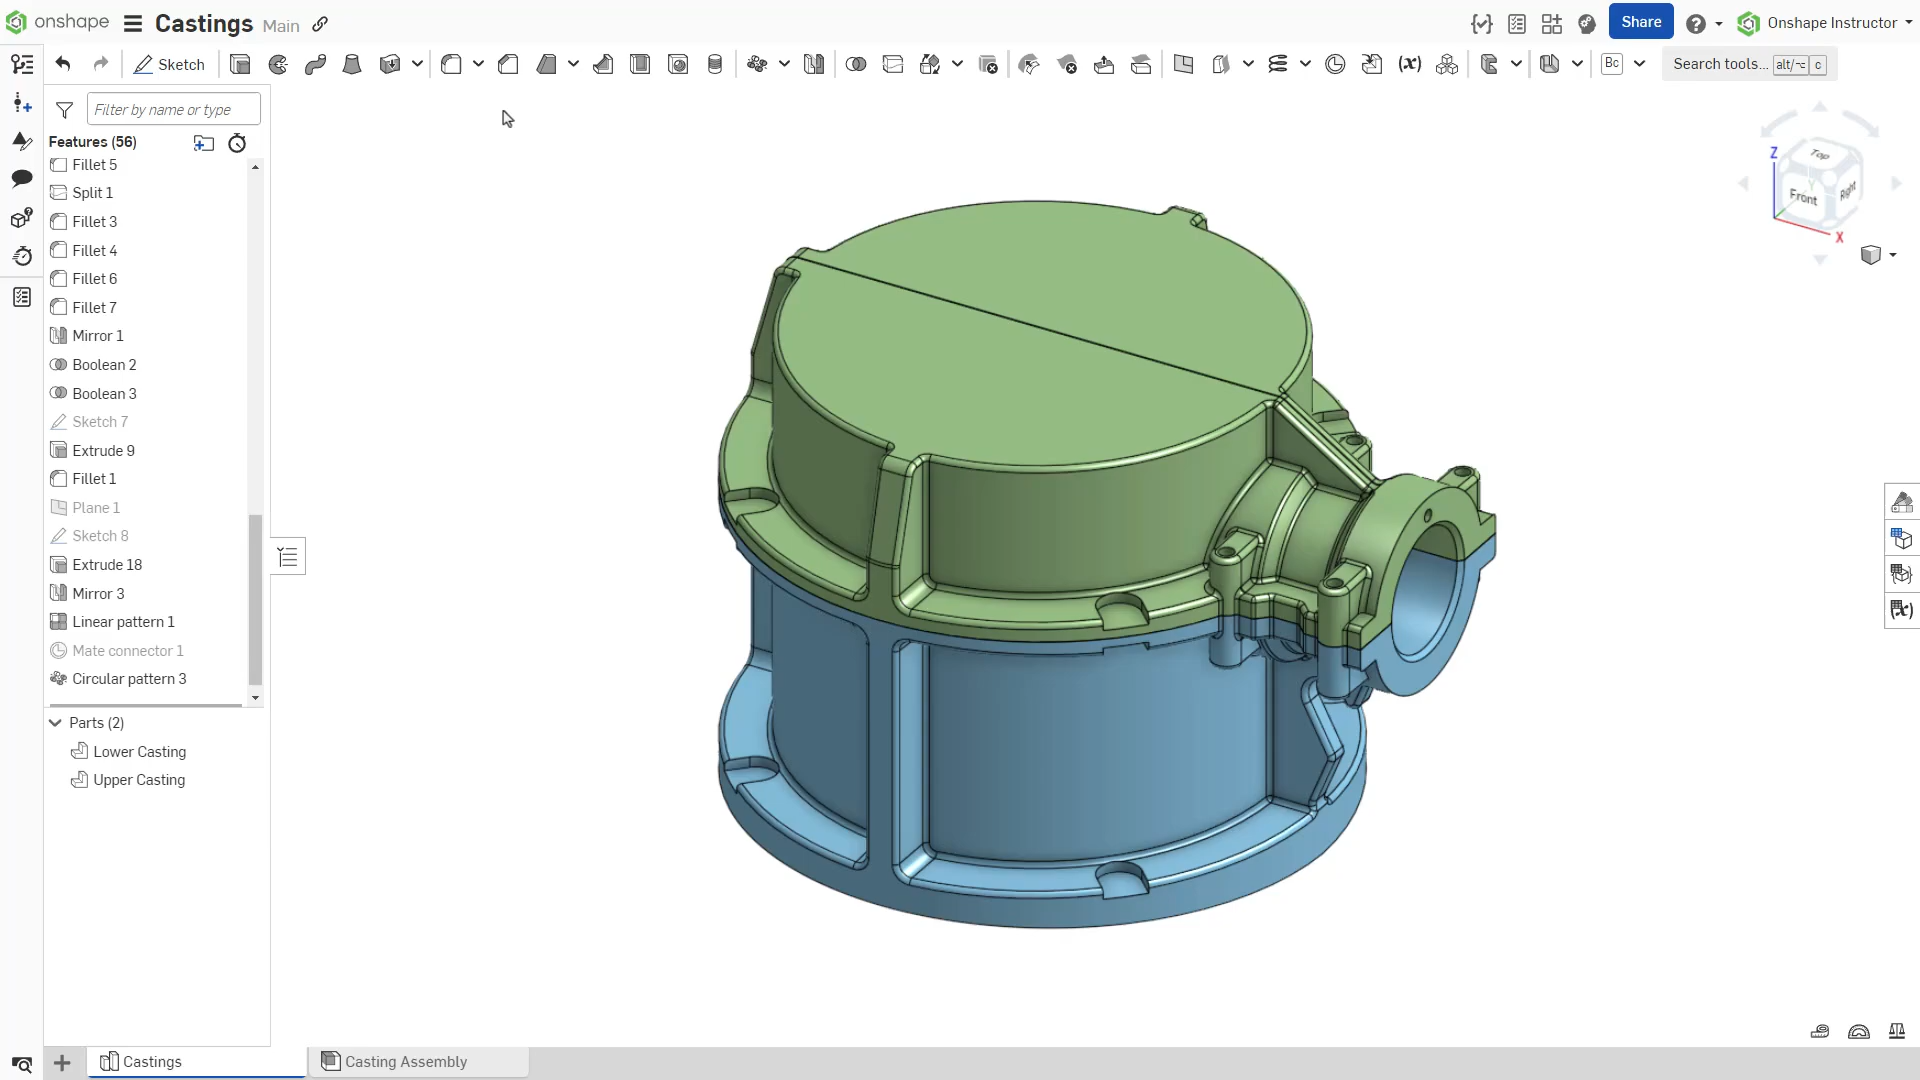 onshape Castings Main Share Onshape Instructor
Sketch Bc Search tools... alt/⌥ c
Filter by name or type
Features (56)
Fillet 5
Split 1
Fillet 3
Fillet 4
Fillet 6
Fillet 7
Mirror 1
Boolean 2
Boolean 3
Sketch 7
Extrude 9
Fillet 1
Plane 1
Sketch 8
Extrude 18
Mirror 3
Linear pattern 1
Mate connector 1
Circular pattern 3
Parts (2)
Lower Casting
Upper Casting
Z
Top
Y
Front
Right
X
Castings
Casting Assembly